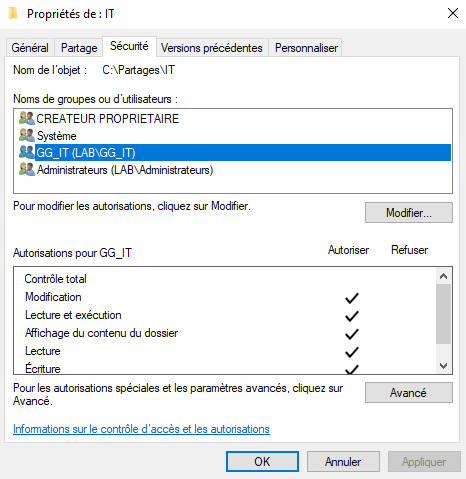 Propriétés de : IT
Général
Partage
Sécurité
Versions précédentes
Personnaliser
Nom de l'objet : C:\Partages\IT
Noms de groupes ou d'utilisateurs :
CREATEUR PROPRIETAIRE
Système
GG_IT (LAB\GG_IT)
Administrateurs (LAB\Administrateurs)
Pour modifier les autorisations, cliquez sur Modifier.
Modifier...
Autorisations pour GG_IT Autoriser Refuser
Contrôle total
Modification
Lecture et exécution
Affichage du contenu du dossier
Lecture
Écriture
Pour les autorisations spéciales et les paramètres avancés, cliquez sur
Avancé.
Avancé
Informations sur le contrôle d'accès et les autorisations
OK
Annuler
Appliquer